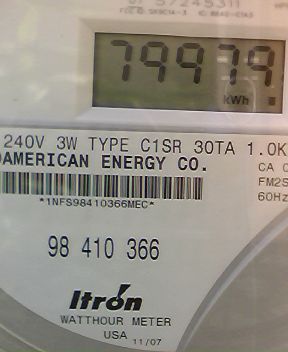 79979
kWh
240V 3W TYPE C1SR 30TA 1.0K
DAMERICAN ENERGY CO.
CA
FM2S
60Hz
*1NFS98410366MEC*
98 410 366
Itron
WATTHOUR METER
USA 11/07